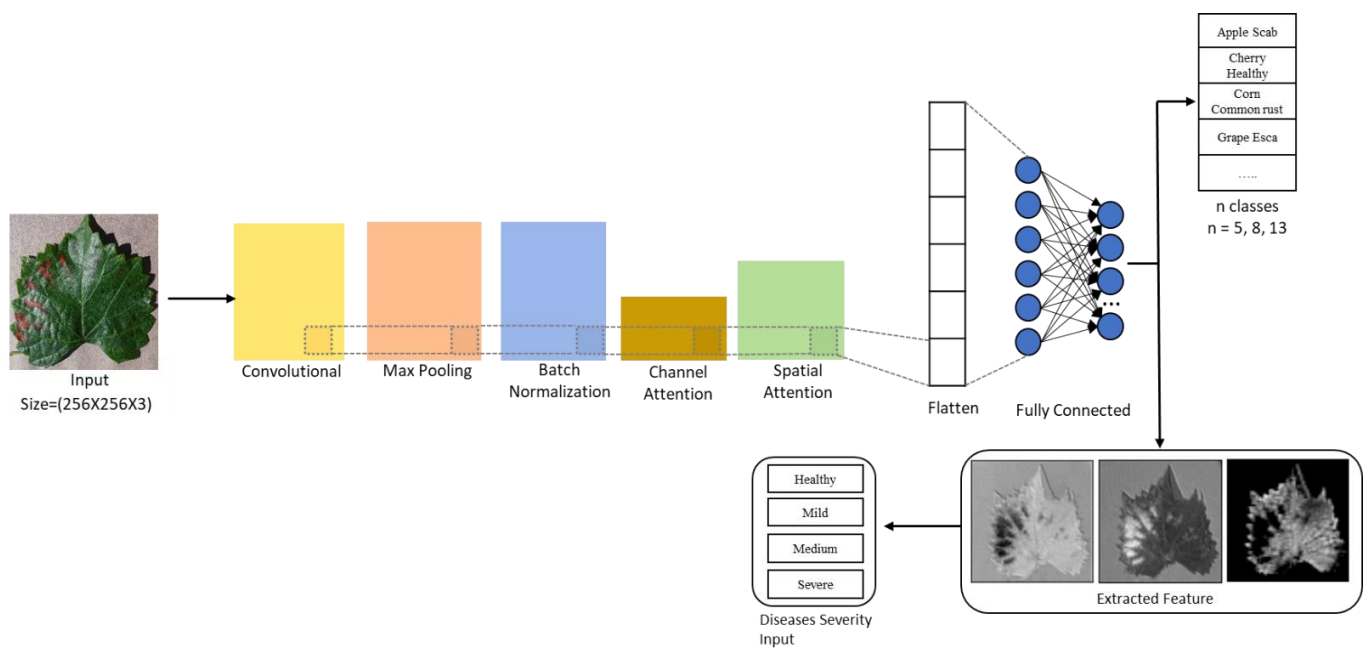 Apple Scab
Cherry
Healthy
Corn
Common rust
Grape Esca
.....
n classes
n = 5, 8, 13
Input
Size=(256X256X3)
Convolutional
Max Pooling
Batch
Normalization
Channel
Attention
Spatial
Attention
Flatten
...
Fully Connected
Healthy
Mild
Medium
Severe
Diseases Severity
Input
Extracted Feature